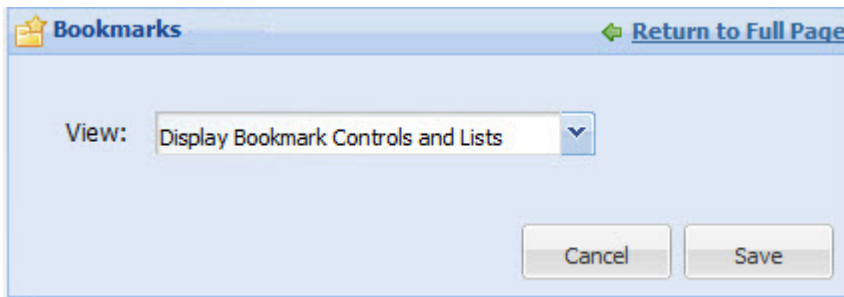 Bookmarks
Return to Full Page
View:
Display Bookmark Controls and Lists
Cancel
Save